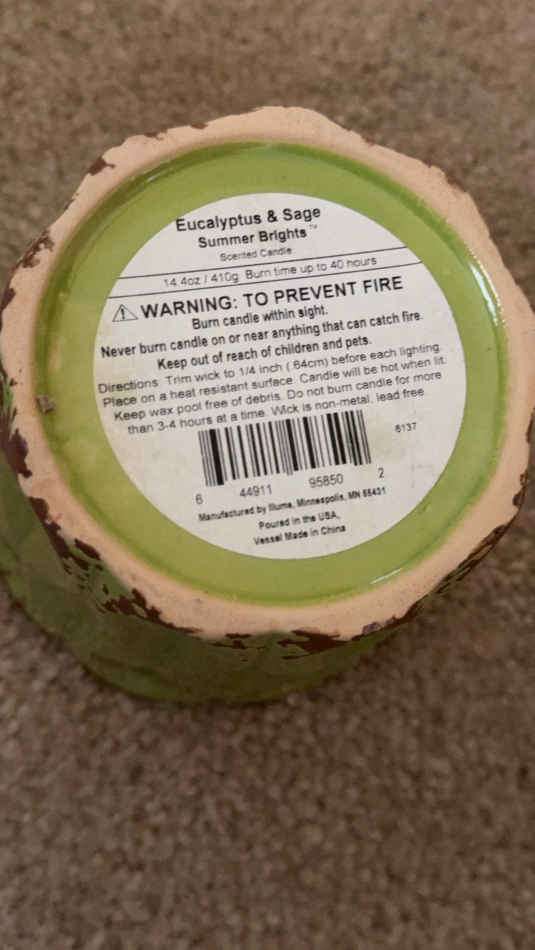 Eucalyptus & Sage
Summer Brights™
Scented Candle
14.4oz / 410g Burn time up to 40 hours
⚠ WARNING: TO PREVENT FIRE
Burn candle within sight.
Never burn candle on or near anything that can catch fire.
Keep out of reach of children and pets.
Directions: Trim wick to 1/4 inch (.64cm) before each lighting.
Place on a heat resistant surface. Candle will be hot when lit.
Keep wax pool free of debris. Do not burn candle for more
than 3-4 hours at a time. Wick is non-metal, lead free.
6137
6 44911 95850 2
Manufactured by Illume, Minneapolis, MN 55431
Poured in the USA,
Vessel Made in China